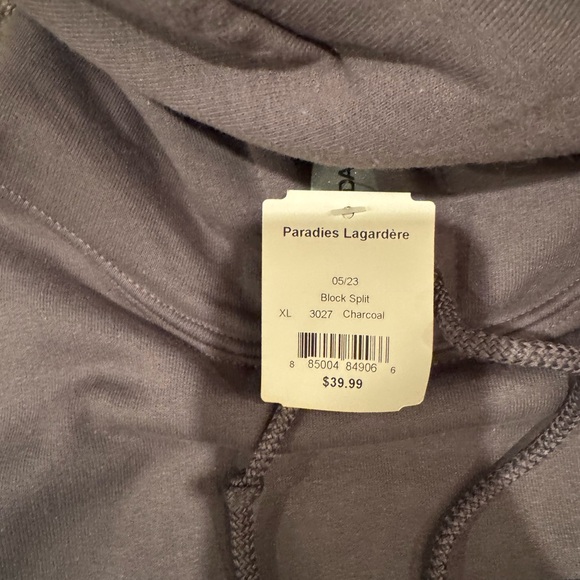 Paradies Lagardère
05/23
Block Split
XL 3027 Charcoal
8 85004 84906 6
$39.99